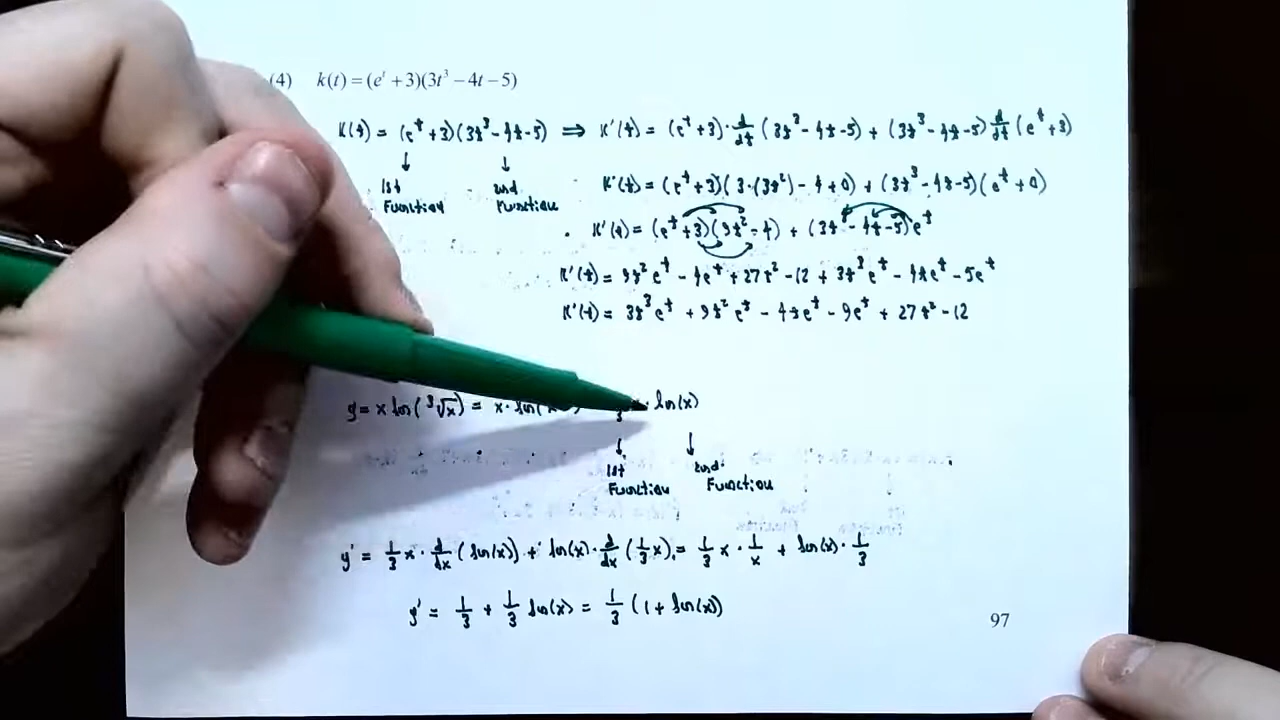 (4) k(t) = (e^t + 3)(3t^3 − 4t − 5)
K(t) = (e^t + 3)(3t^3 − 4t − 5) ⇒ K'(t) = (e^t + 3) · d/dt (3t^3 − 4t − 5) + (3t^3 − 4t − 5) d/dt (e^t + 3)
↓ ↓
1st Function 2nd Function
K'(t) = (e^t + 3)(3·(3t^2) − 4 + 0) + (3t^3 − 4t − 5)(e^t + 0)
K'(t) = (e^t + 3)(9t^2 − 4) + (3t^3 − 4t − 5)e^t
K'(t) = 9t^2 e^t − 4e^t + 27t^2 − 12 + 3t^3 e^t − 4te^t − 5e^t
K'(t) = 3t^3 e^t + 9t^2 e^t − 4te^t − 9e^t + 27t^2 − 12
y = x ln(³√x) = x · ln( ln(x)
↓ ↓
1st Function 2nd Function
y' = 1/3 x · d/dx (ln(x)) + ln(x) · d/dx (1/3 x) = 1/3 x · 1/x + ln(x) · 1/3
y' = 1/3 + 1/3 ln(x) = 1/3 (1 + ln(x))
97